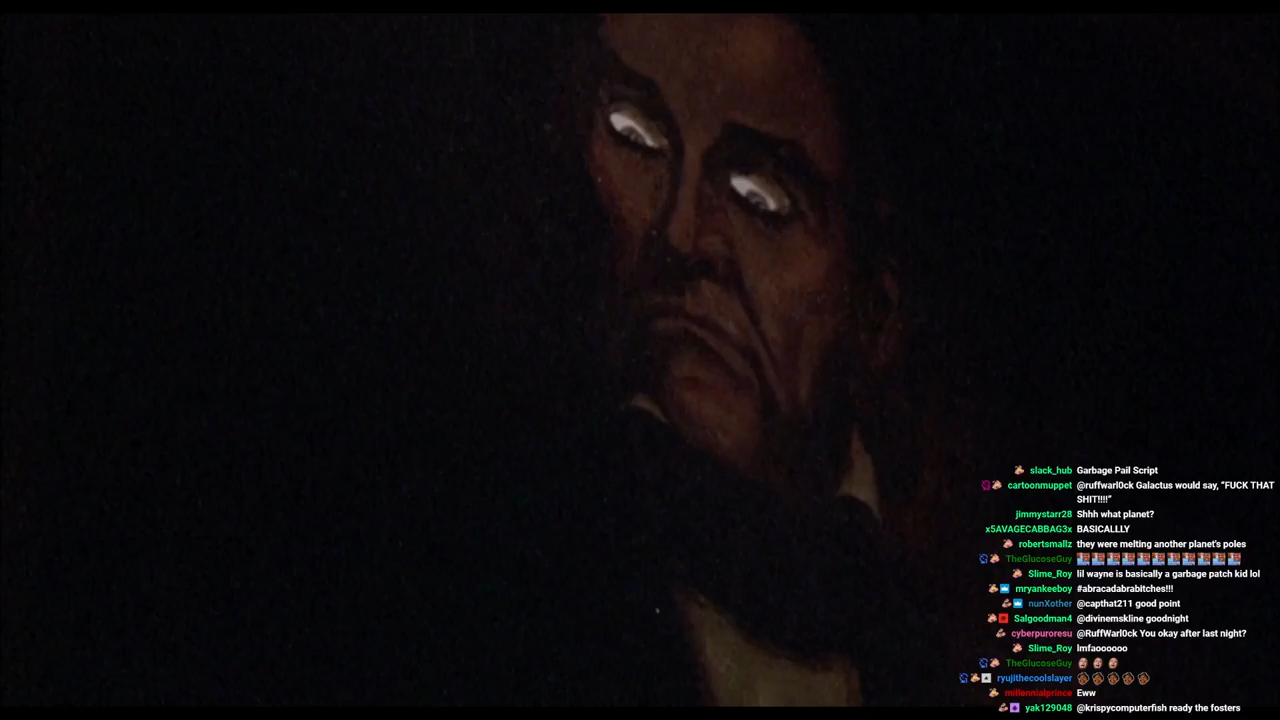 slack_hub Garbage Pail Script
cartoonmuppet @ruffwarl0ck Galactus would say, “FUCK THAT
SHIT!!!!”
jimmystarr28 Shhh what planet?
x5AVAGECABBAG3x BASICALLLY
robertsmallz they were melting another planet's poles
TheGlucoseGuy
Slime_Roy lil wayne is basically a garbage patch kid lol
mryankeeboy #abracadabrabitches!!!
nunXother @capthat211 good point
Salgoodman4 @divinemskline goodnight
cyberpuroresu @RuffWarl0ck You okay after last night?
Slime_Roy lmfaoooooo
TheGlucoseGuy
ryujithecoolslayer
millennialprince Eww
yak129048 @krispycomputerfish ready the fosters